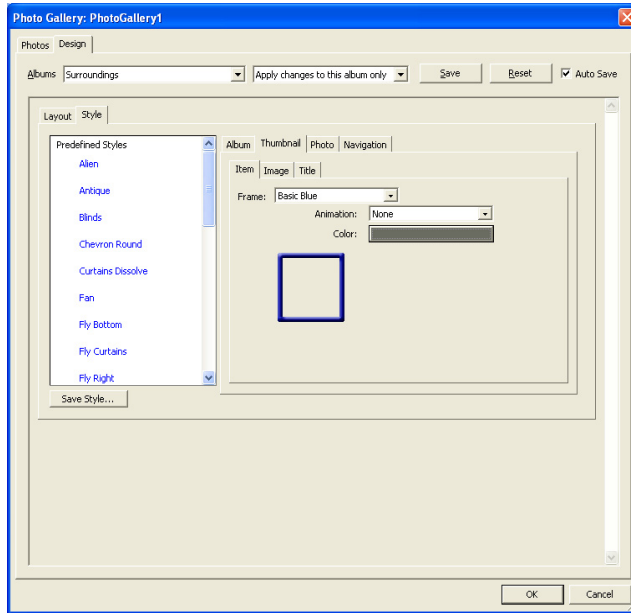 Photo Gallery: PhotoGallery1
Photos Design
Albums Surroundings Apply changes to this album only Save Reset Auto Save
Layout Style
Predefined Styles
Alien
Antique
Blinds
Chevron Round
Curtains Dissolve
Fan
Fly Bottom
Fly Curtains
Fly Right
Save Style...
Album Thumbnail Photo Navigation
Item Image Title
Frame: Basic Blue
Animation: None
Color:
OK Cancel